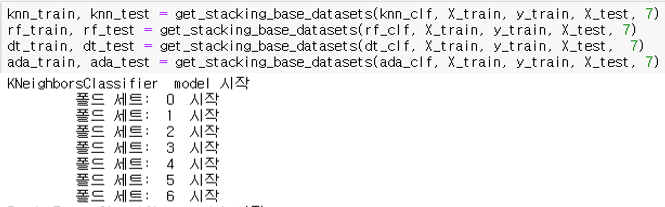 knn_train, knn_test = get_stacking_base_datasets(knn_clf, X_train, y_train, X_test, 7)
rf_train, rf_test = get_stacking_base_datasets(rf_clf, X_train, y_train, X_test, 7)
dt_train, dt_test = get_stacking_base_datasets(dt_clf, X_train, y_train, X_test, 7)
ada_train, ada_test = get_stacking_base_datasets(ada_clf, X_train, y_train, X_test, 7)
KNeighborsClassifier model 시작
폴드 세트: 0 시작
폴드 세트: 1 시작
폴드 세트: 2 시작
폴드 세트: 3 시작
폴드 세트: 4 시작
폴드 세트: 5 시작
폴드 세트: 6 시작